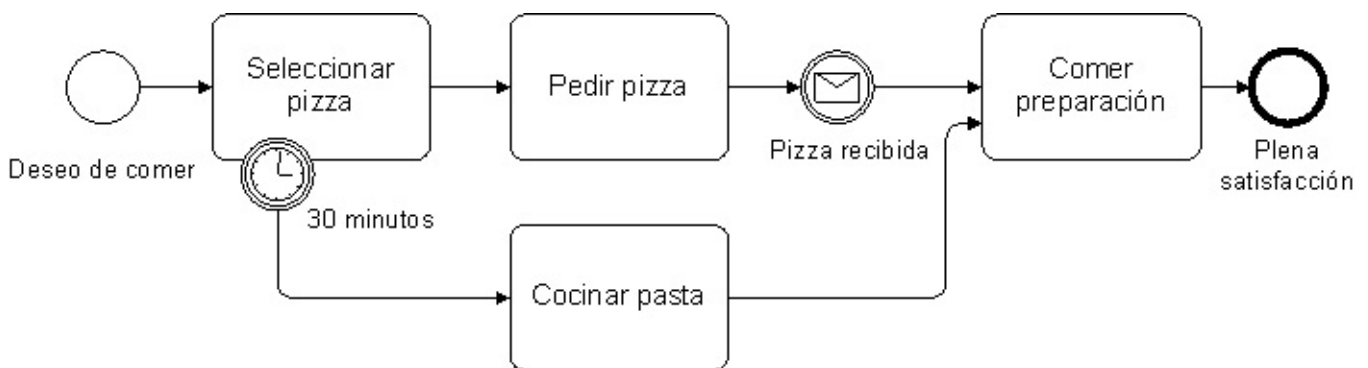 Deseo de comer
Seleccionar
pizza
30 minutos
Pedir pizza
Pizza recibida
Cocinar pasta
Comer
preparación
Plena
satisfacción